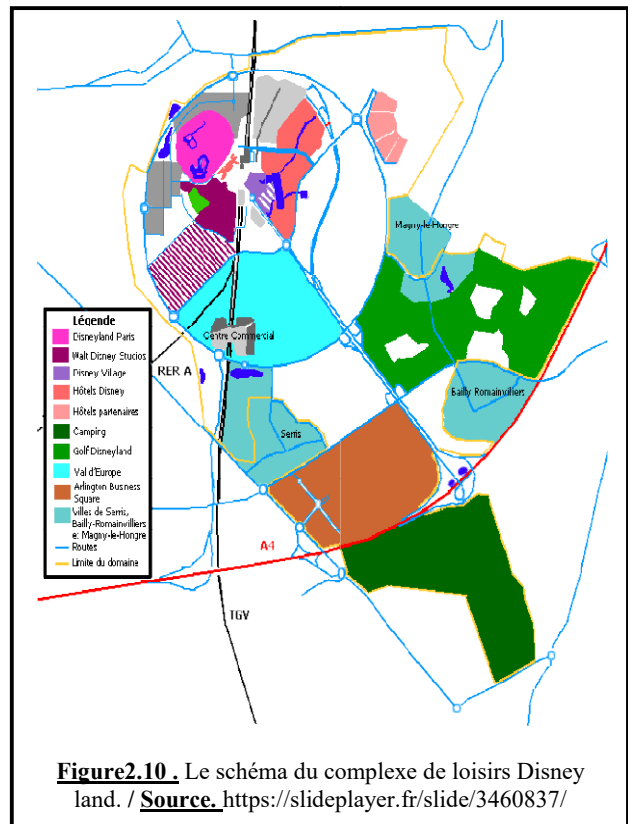 Magny-le-Hongre
Centre Commercial
RER A
Bailly Romainvilliers
Serris
A4
TGV
Légende
Disneyland Paris
Walt Disney Studios
Disney Village
Hôtels Disney
Hôtels partenaires
Camping
Golf Disneyland
Val d'Europe
Arlington Business
Square
Villes de Serris,
Bailly-Romainvilliers
et Magny-le-Hongre
Routes
Limite du domaine
Figure2.10 . Le schéma du complexe de loisirs Disney
land. / Source. https://slideplayer.fr/slide/3460837/